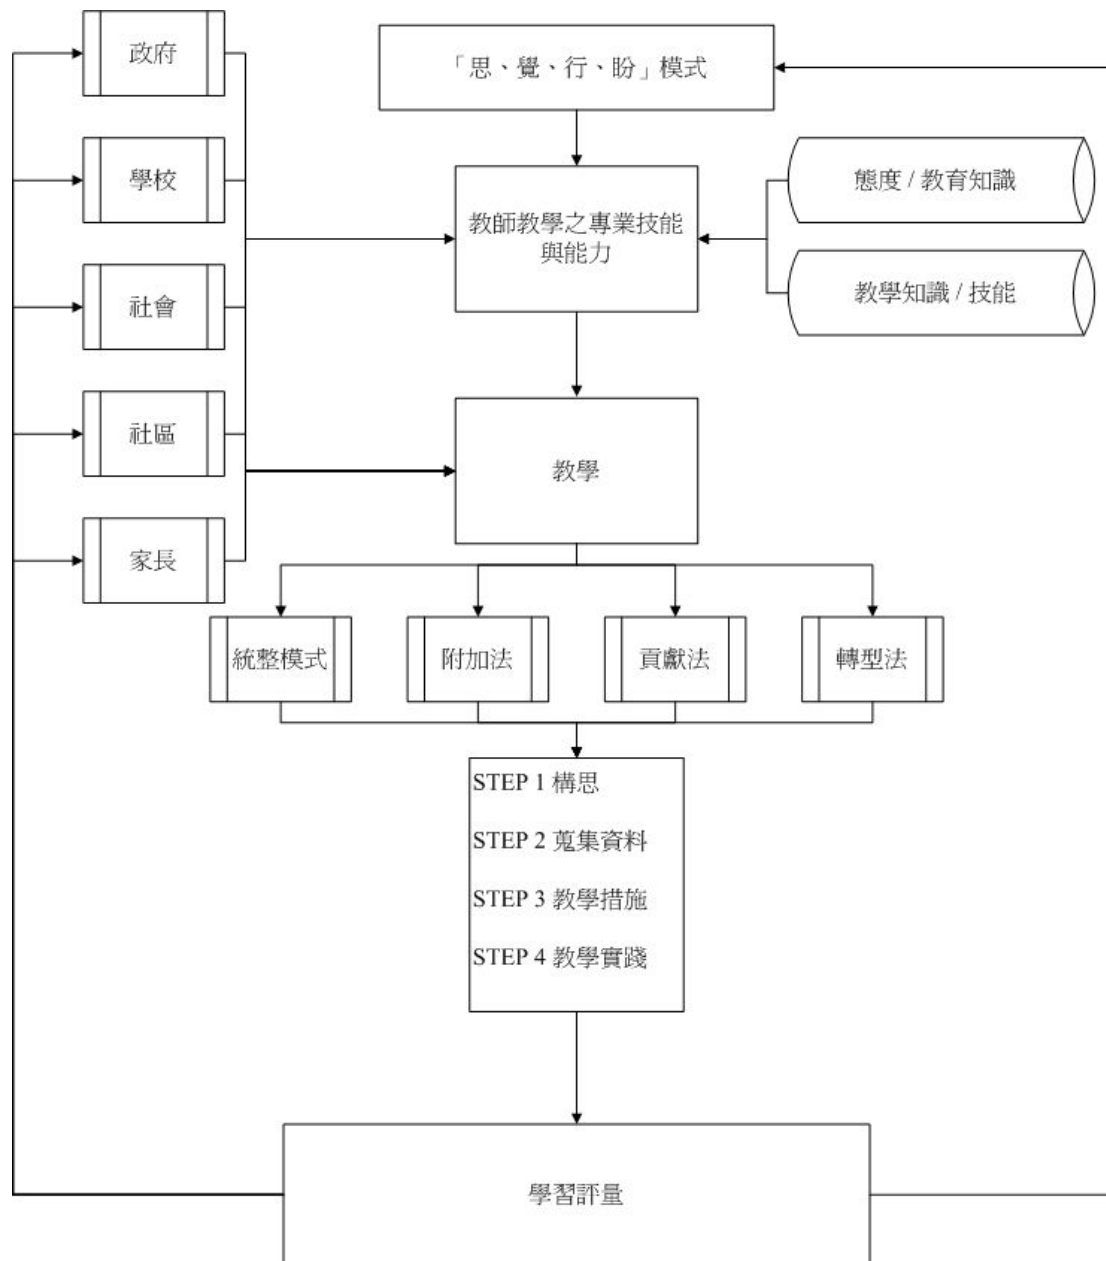 政府
「思、覺、行、盼」模式
學校
態度 / 教育知識
教師教學之專業技能
與能力
社會
教學知識 / 技能
社區
教學
家長
統整模式
附加法
貢獻法
轉型法
STEP 1 構思
STEP 2 蒐集資料
STEP 3 教學措施
STEP 4 教學實踐
學習評量